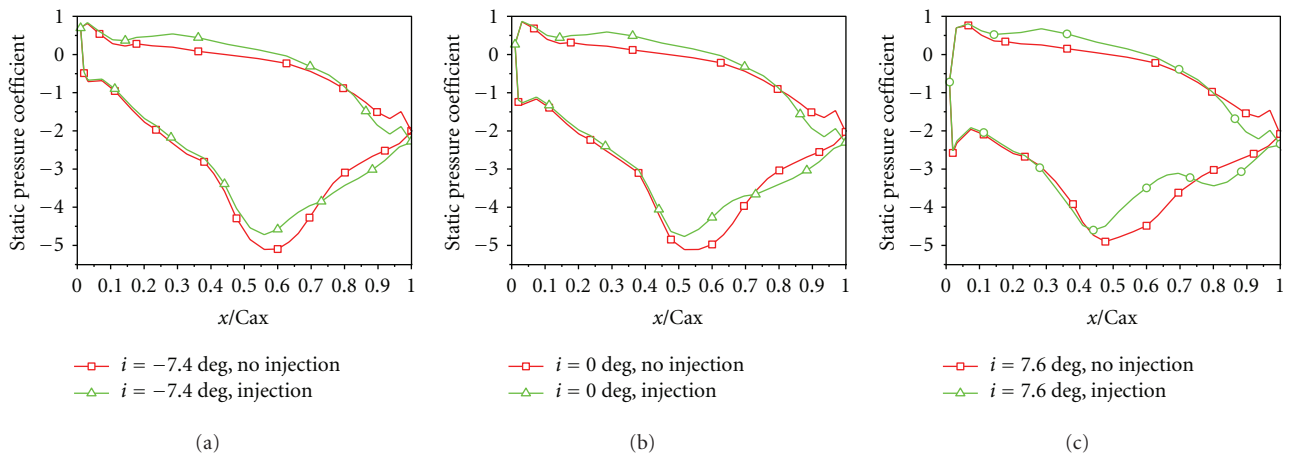 Static pressure coefficient
1
0
−1
−2
−3
−4
−5
0 0.1 0.2 0.3 0.4 0.5 0.6 0.7 0.8 0.9 1
x/Cax
i = −7.4 deg, no injection
i = −7.4 deg, injection
(a)
Static pressure coefficient
1
0
−1
−2
−3
−4
−5
0 0.1 0.2 0.3 0.4 0.5 0.6 0.7 0.8 0.9 1
x/Cax
i = 0 deg, no injection
i = 0 deg, injection
(b)
Static pressure coefficient
1
0
−1
−2
−3
−4
−5
0 0.1 0.2 0.3 0.4 0.5 0.6 0.7 0.8 0.9 1
x/Cax
i = 7.6 deg, no injection
i = 7.6 deg, injection
(c)